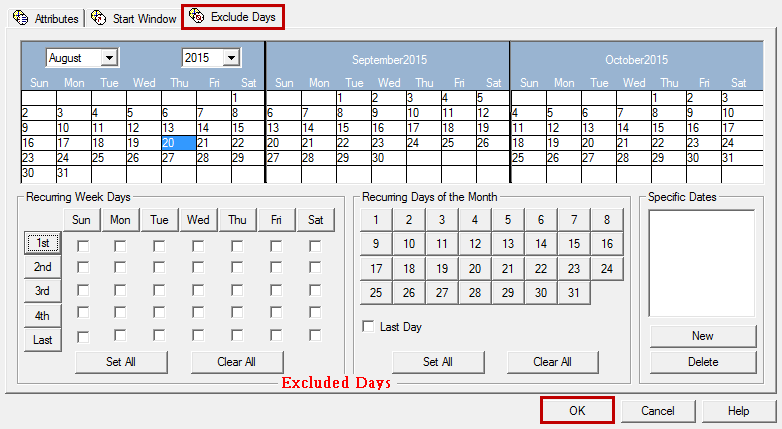 Attributes Start Window Exclude Days
August 2015 September2015 October2015
Sun Mon Tue Wed Thu Fri Sat Sun Mon Tue Wed Thu Fri Sat Sun Mon Tue Wed Thu Fri Sat
1 1 2 3 4 5 1 2 3
2 3 4 5 6 7 8 6 7 8 9 10 11 12 4 5 6 7 8 9 10
9 10 11 12 13 14 15 13 14 15 16 17 18 19 11 12 13 14 15 16 17
16 17 18 19 20 21 22 20 21 22 23 24 25 26 18 19 20 21 22 23 24
23 24 25 26 27 28 29 27 28 29 30 25 26 27 28 29 30 31
30 31
Recurring Week Days
Sun Mon Tue Wed Thu Fri Sat
1st
2nd
3rd
4th
Last
Set All Clear All
Recurring Days of the Month
1 2 3 4 5 6 7 8
9 10 11 12 13 14 15 16
17 18 19 20 21 22 23 24
25 26 27 28 29 30 31
Last Day
Set All Clear All
Specific Dates
New
Delete
Excluded Days
OK Cancel Help